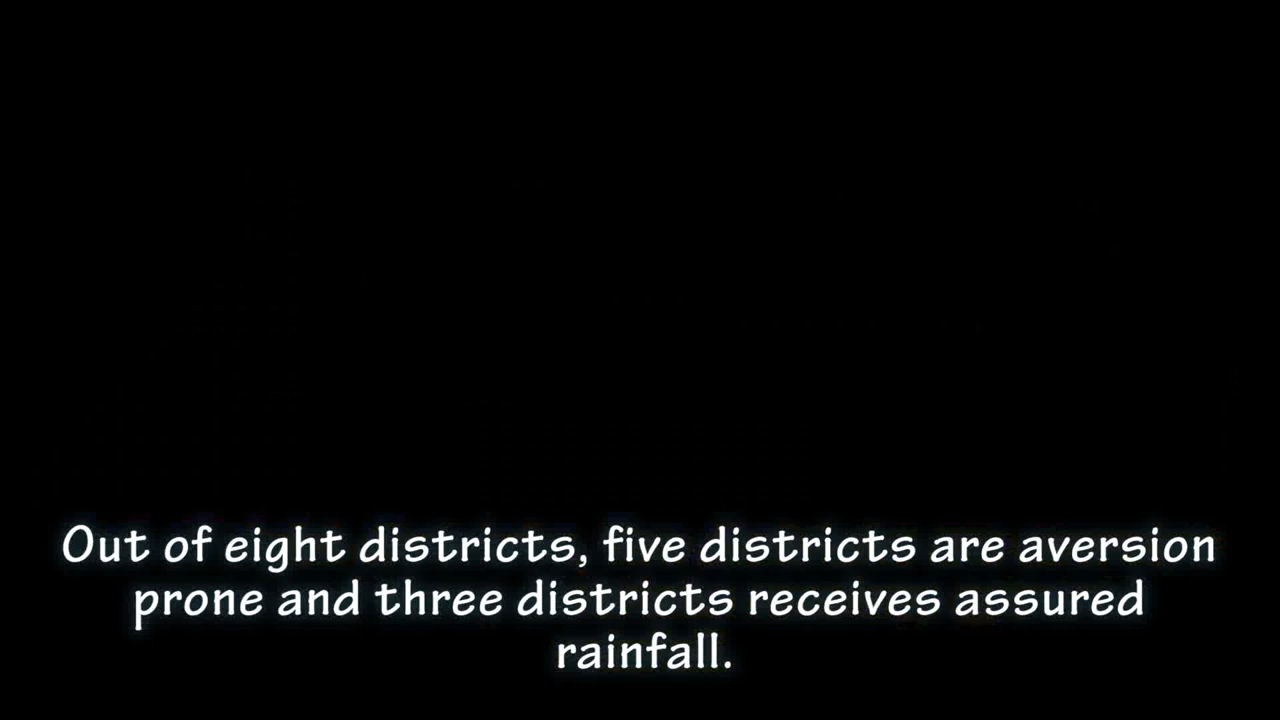 Out of eight districts, five districts are aversion
prone and three districts receives assured
rainfall.